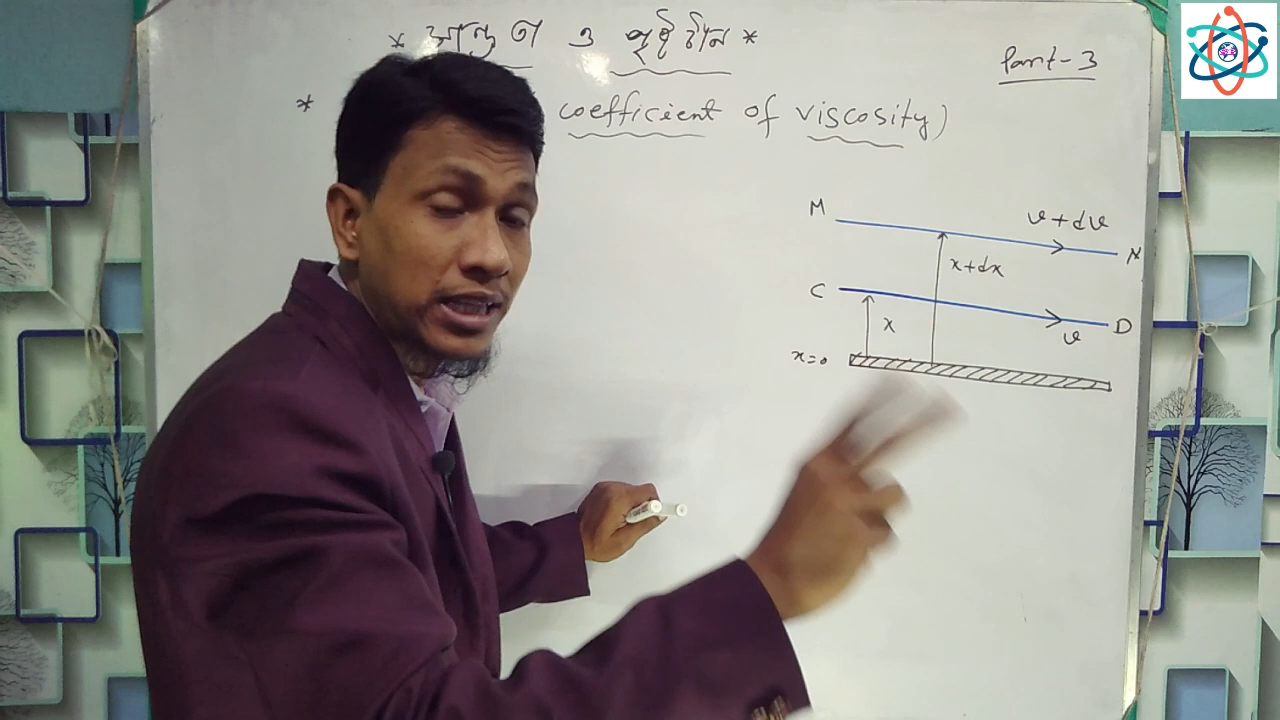 * সান্দ্রতা ও পৃষ্ঠটান *
Part-3
* coefficient of viscosity)
M v+dv N
x+dx
C x v D
x=0